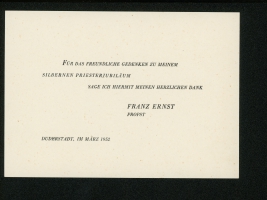 FÜR DAS FREUNDLICHE GEDENKEN ZU MEINEM
SILBERNEN PRIESTERJUBILÄUM
SAGE ICH HIERMIT MEINEN HERZLICHEN DANK
FRANZ ERNST
PROPST
DUDERSTADT, IM MÄRZ 1952